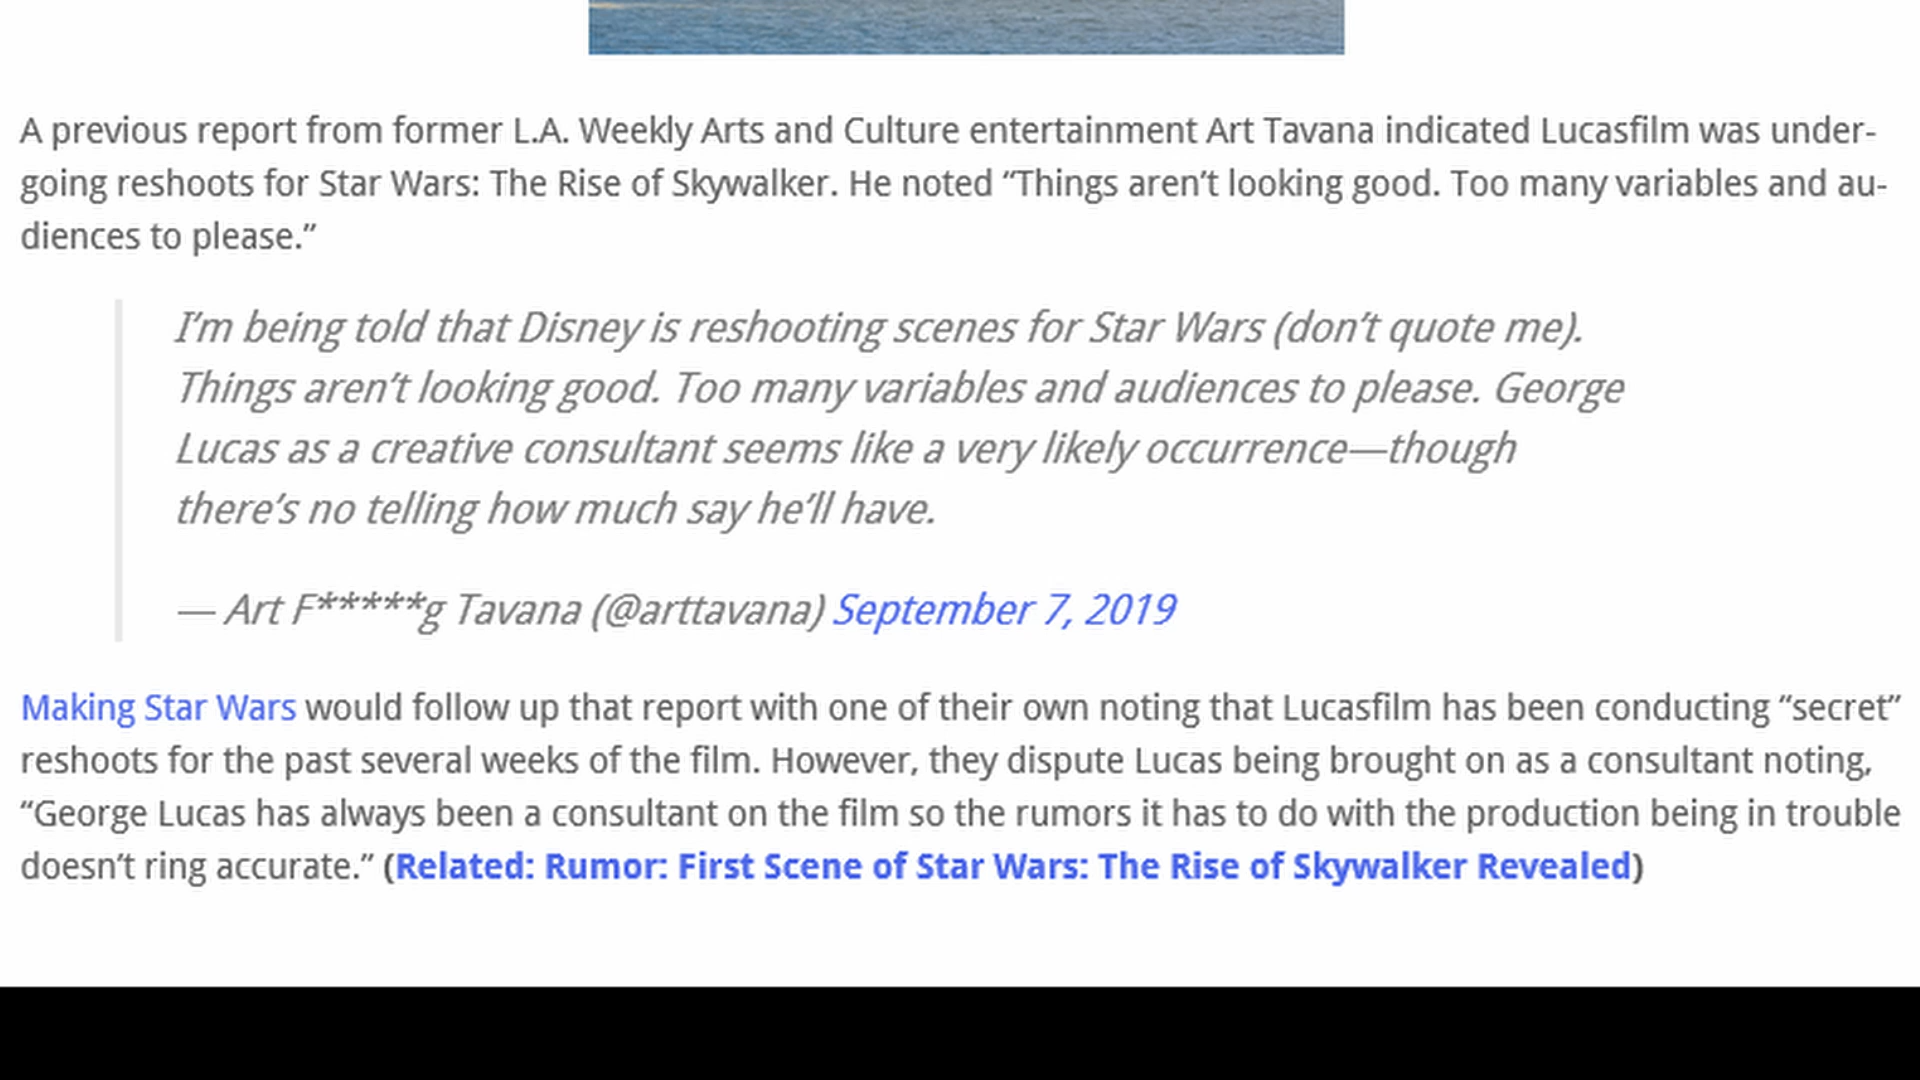 A previous report from former L.A. Weekly Arts and Culture entertainment Art Tavana indicated Lucasfilm was under-
going reshoots for Star Wars: The Rise of Skywalker. He noted “Things aren’t looking good. Too many variables and au-
diences to please.”
I’m being told that Disney is reshooting scenes for Star Wars (don’t quote me).
Things aren’t looking good. Too many variables and audiences to please. George
Lucas as a creative consultant seems like a very likely occurrence—though
there’s no telling how much say he’ll have.
— Art F*****g Tavana (@arttavana) September 7, 2019
Making Star Wars would follow up that report with one of their own noting that Lucasfilm has been conducting “secret”
reshoots for the past several weeks of the film. However, they dispute Lucas being brought on as a consultant noting,
“George Lucas has always been a consultant on the film so the rumors it has to do with the production being in trouble
doesn’t ring accurate.” (Related: Rumor: First Scene of Star Wars: The Rise of Skywalker Revealed)